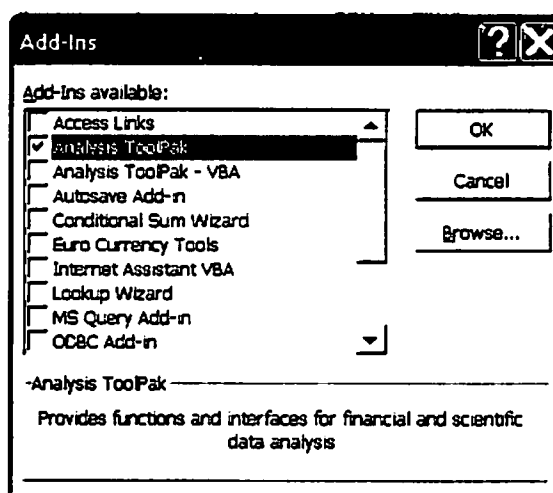 Add-Ins
Add-Ins available:
Access Links
Analysis ToolPak
Analysis ToolPak - VBA
Autosave Add-in
Conditional Sum Wizard
Euro Currency Tools
Internet Assistant VBA
Lookup Wizard
MS Query Add-in
ODBC Add-in
OK
Cancel
Browse...
Analysis ToolPak
Provides functions and interfaces for financial and scientific
data analysis